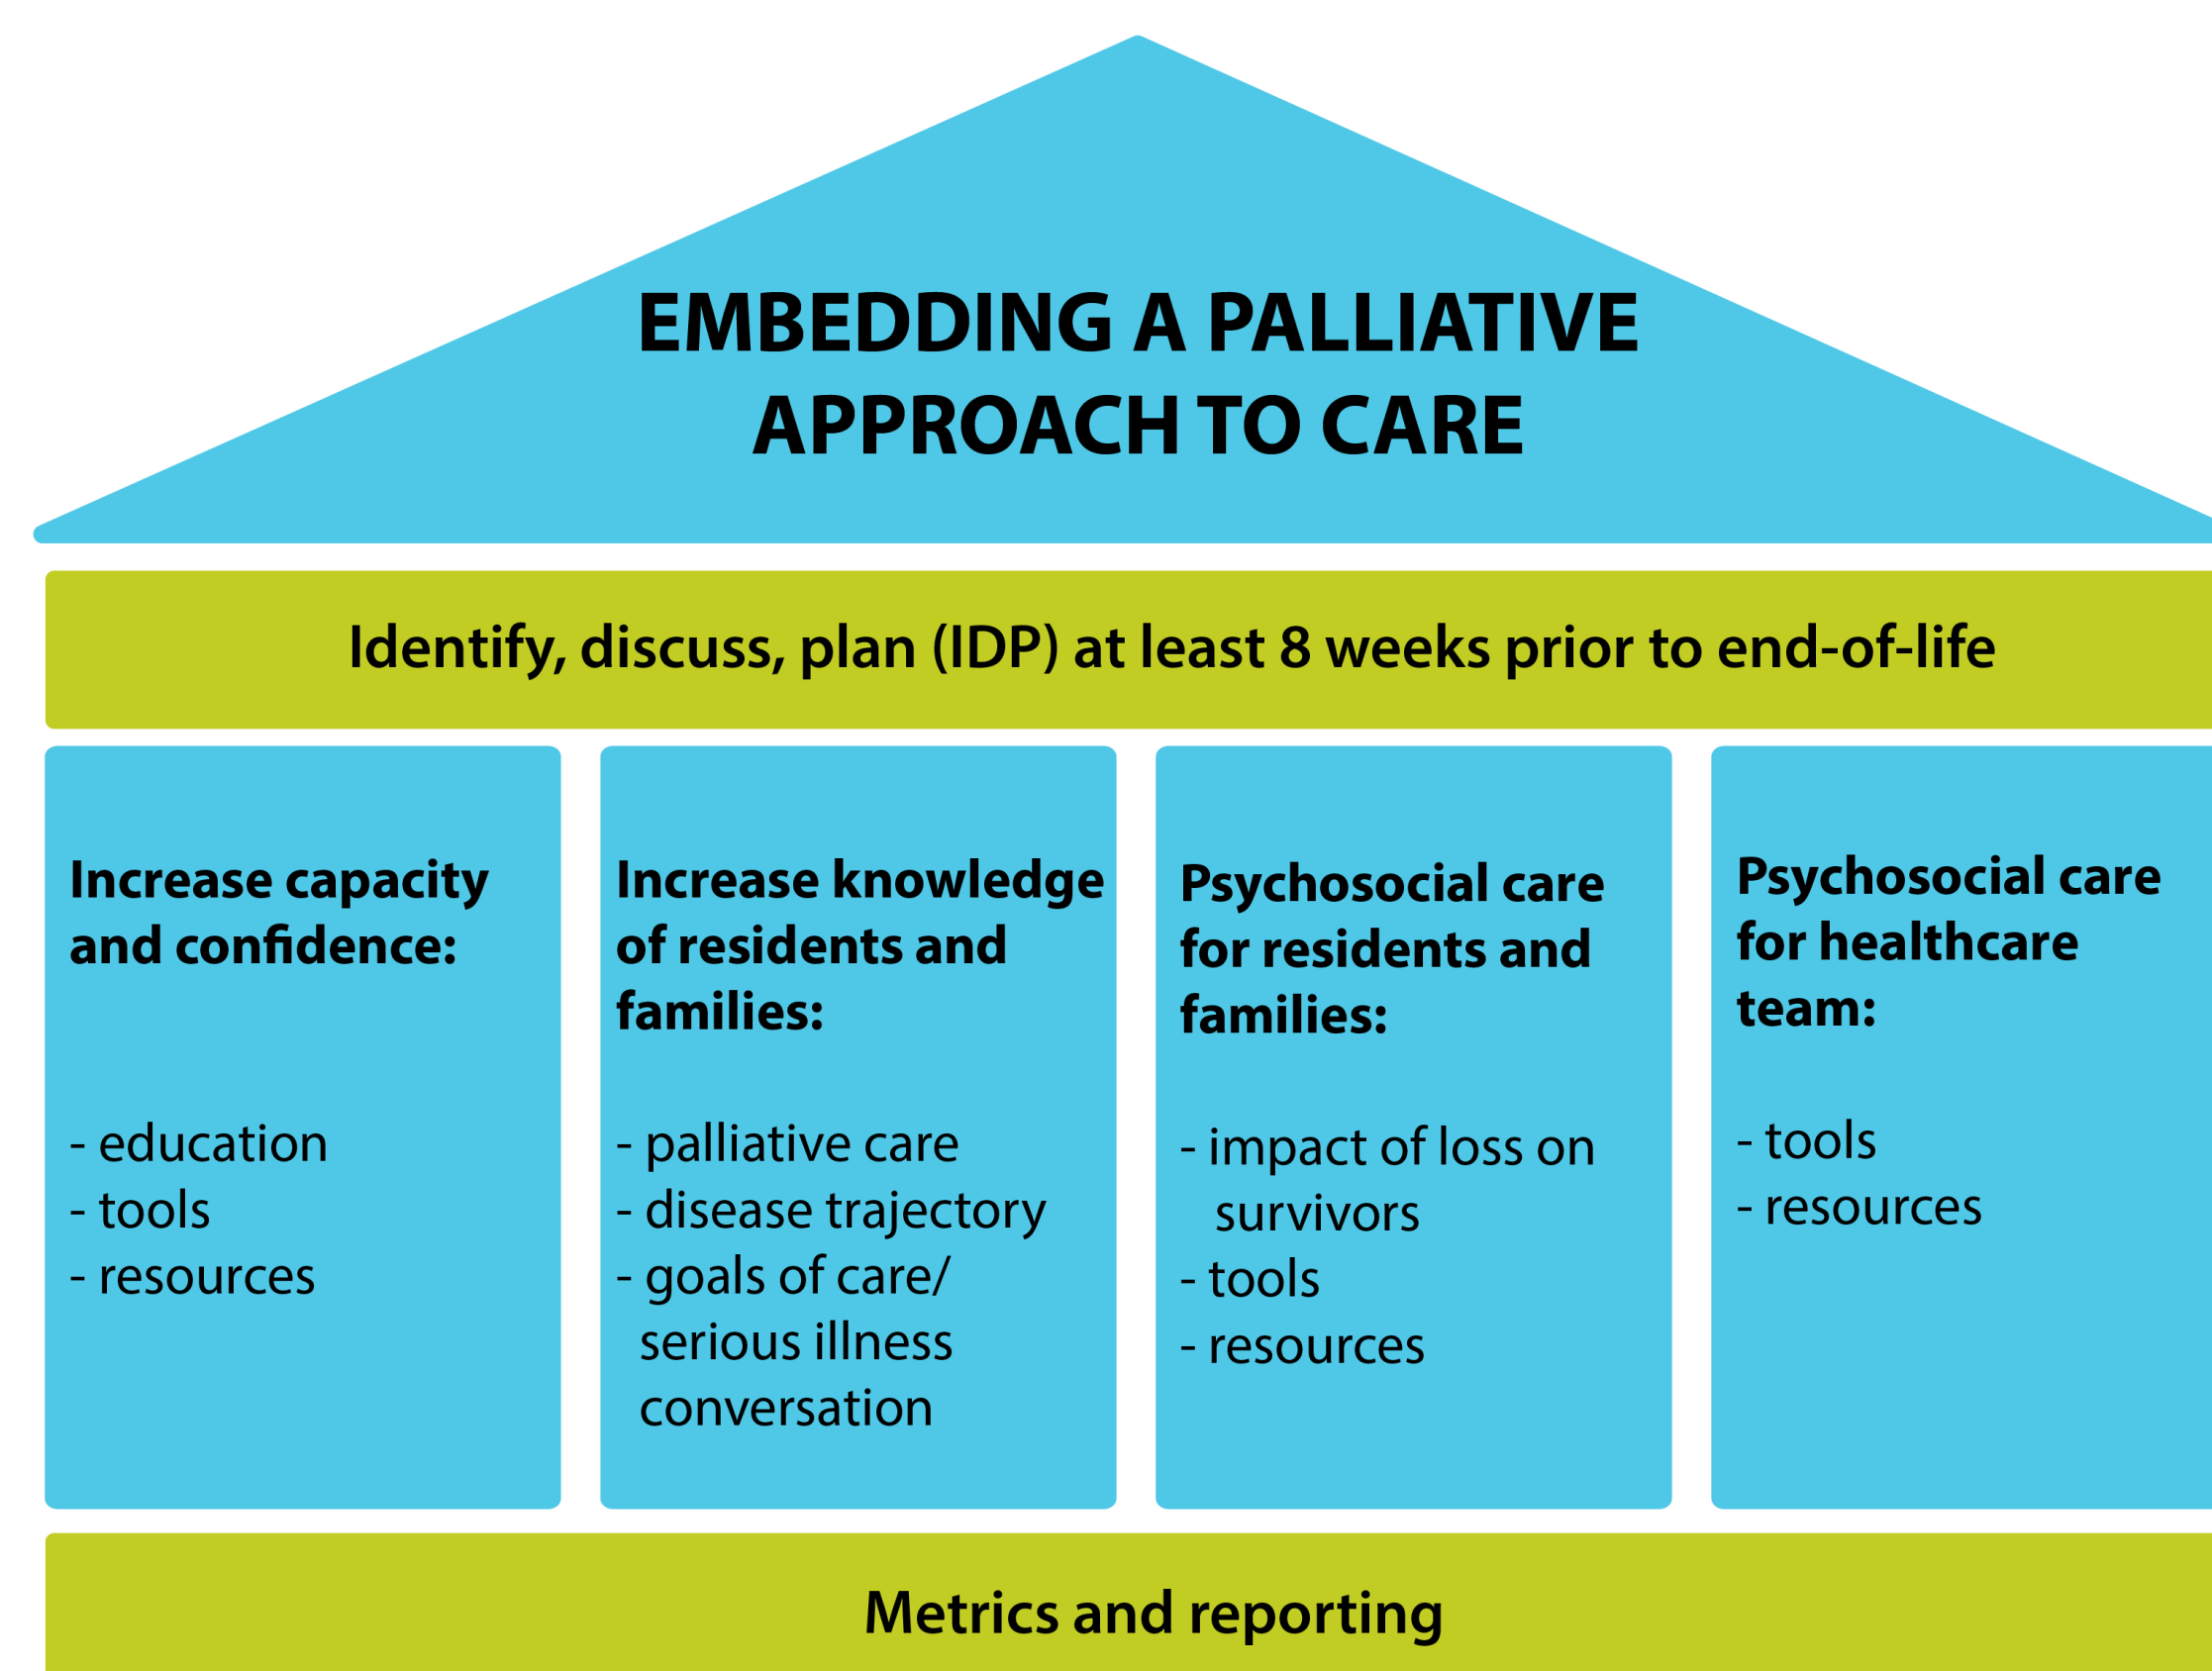 EMBEDDING A PALLIATIVE
APPROACH TO CARE
Identify, discuss, plan (IDP) at least 8 weeks prior to end-of-life
Increase capacity
and confidence:
- education
- tools
- resources
Increase knowledge
of residents and
families:
- palliative care
- disease trajectory
- goals of care/
serious illness
conversation
Psychosocial care
for residents and
families:
- impact of loss on
survivors
- tools
- resources
Psychosocial care
for healthcare
team:
- tools
- resources
Metrics and reporting